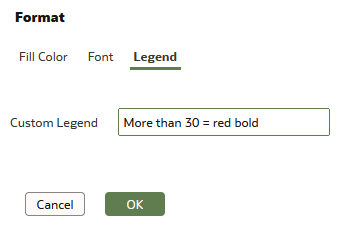 Format
Fill Color Font Legend
Custom Legend More than 30 = red bold
Cancel OK